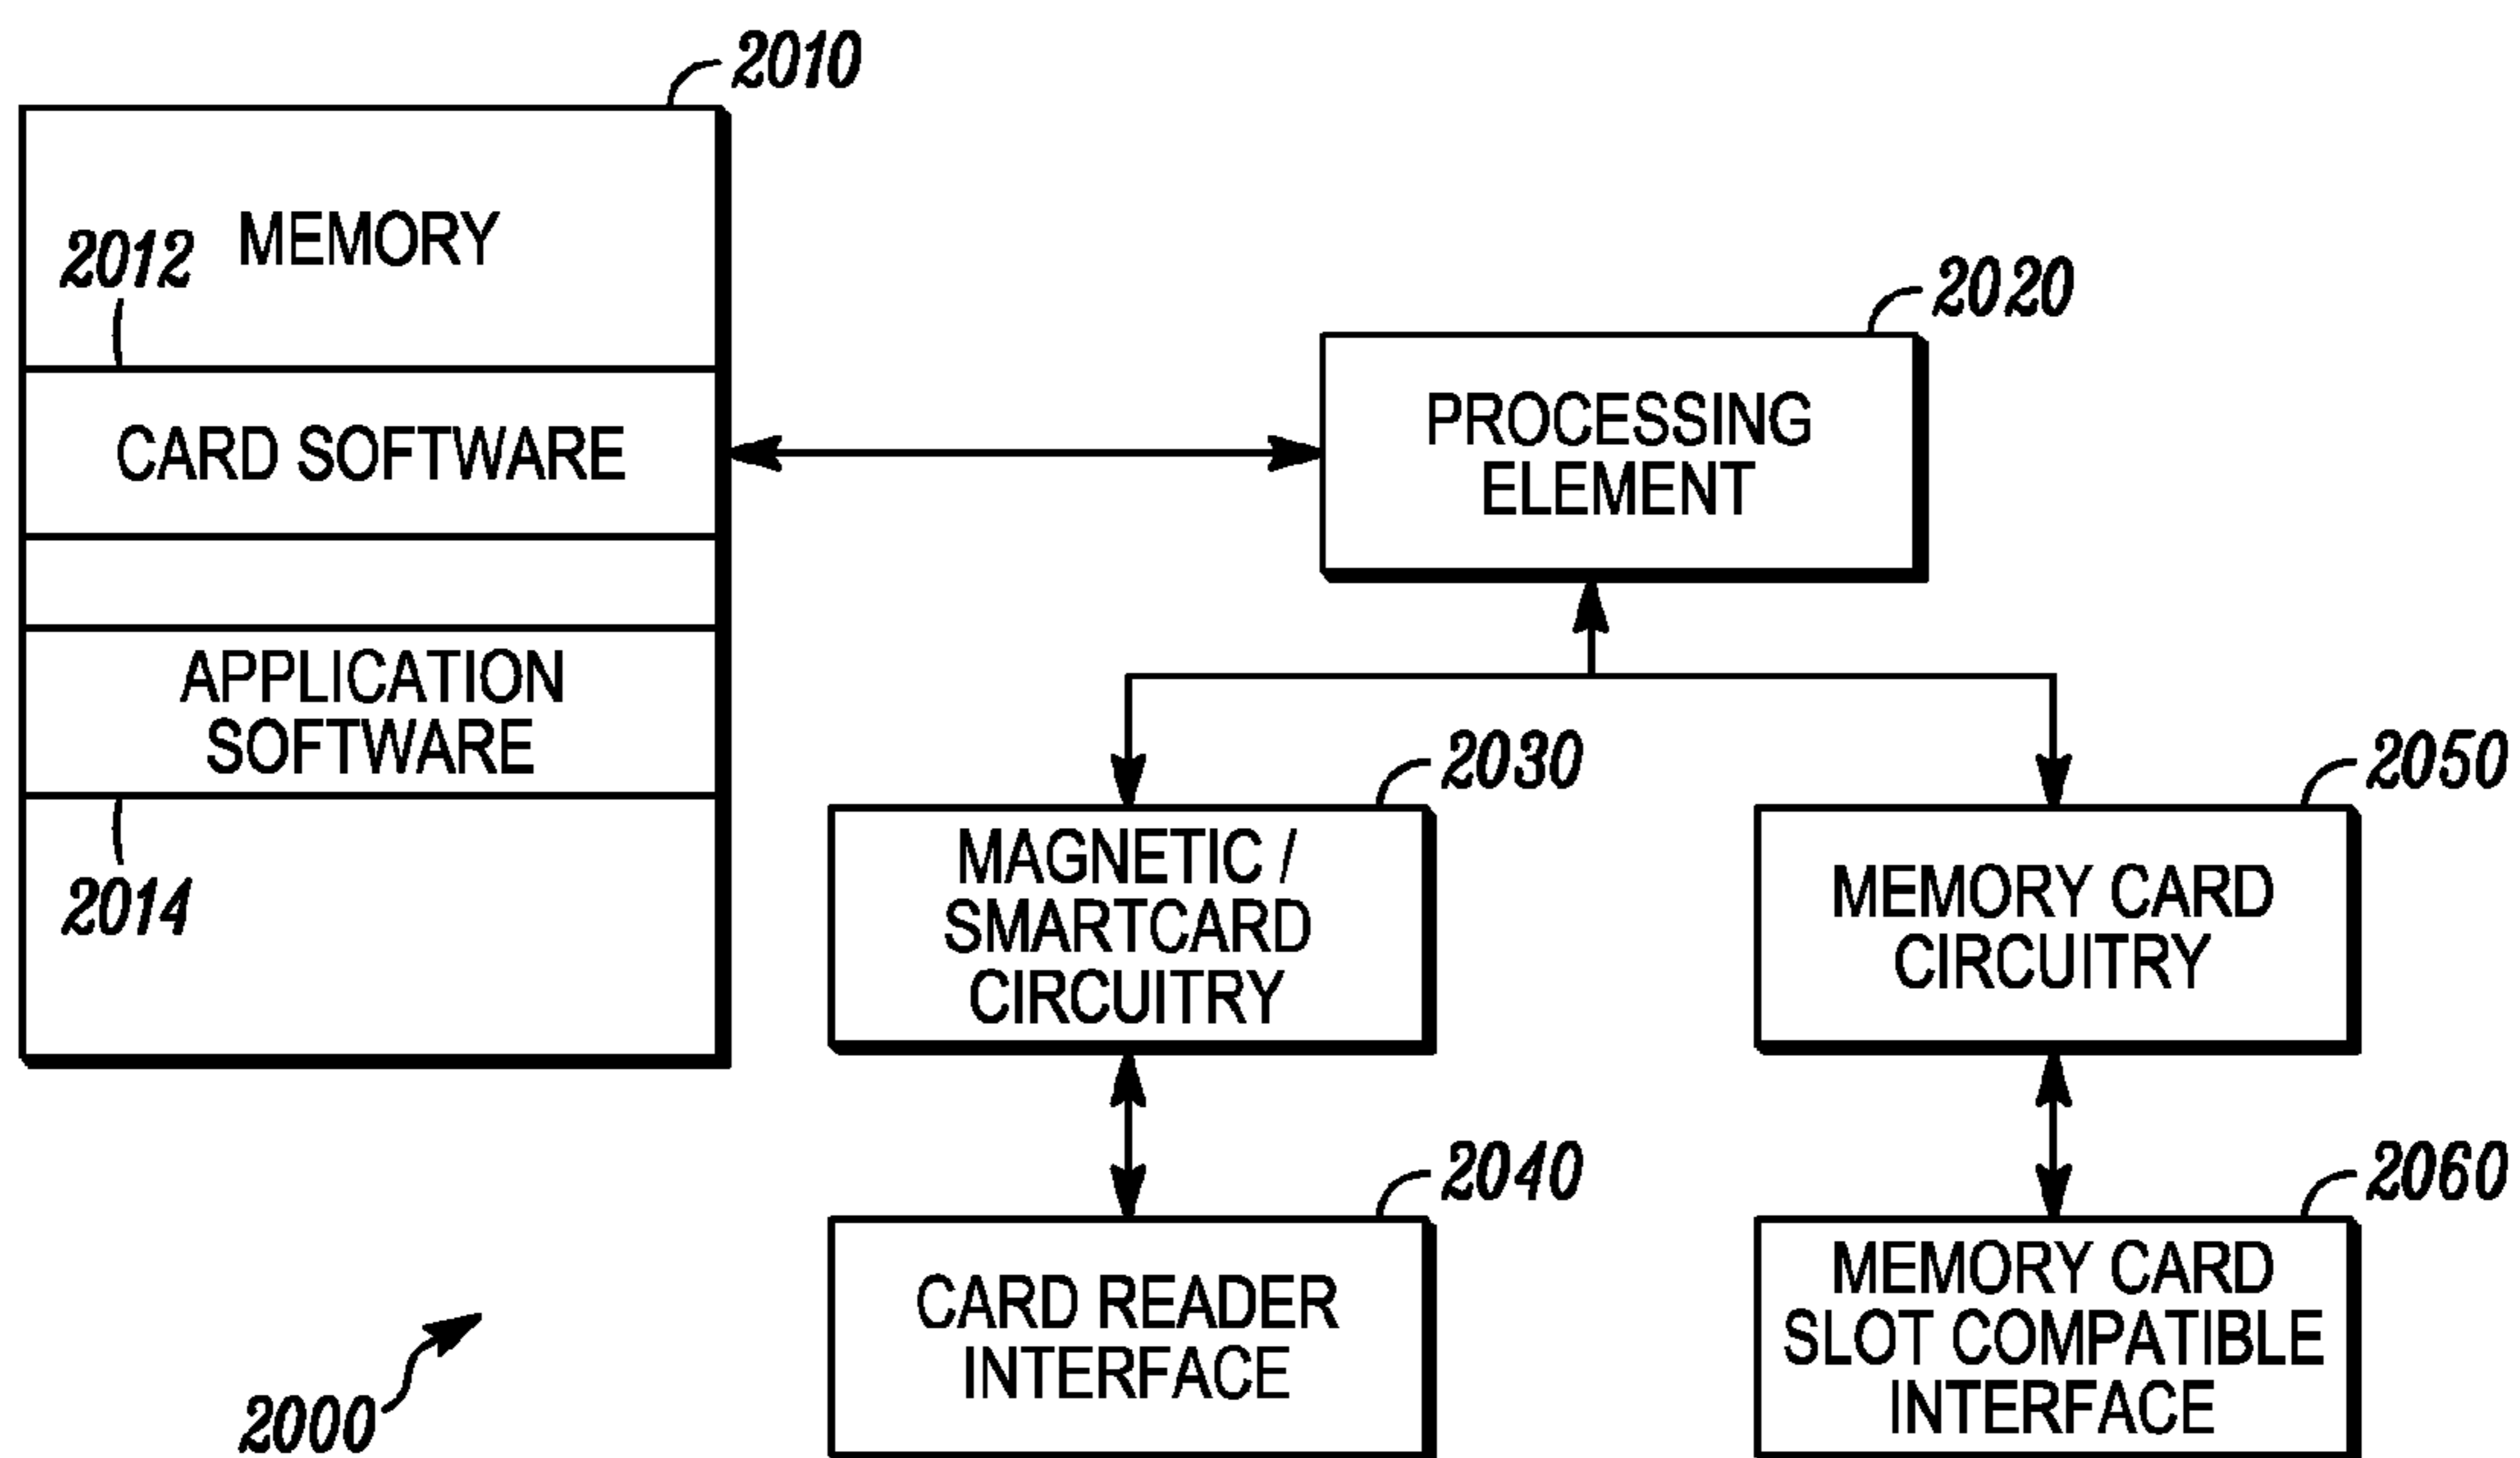 2010
MEMORY
2012
CARD SOFTWARE
APPLICATION
SOFTWARE
2014
2020
PROCESSING
ELEMENT
2030
MAGNETIC /
SMARTCARD
CIRCUITRY
2050
MEMORY CARD
CIRCUITRY
2040
CARD READER
INTERFACE
2060
MEMORY CARD
SLOT COMPATIBLE
INTERFACE
2000